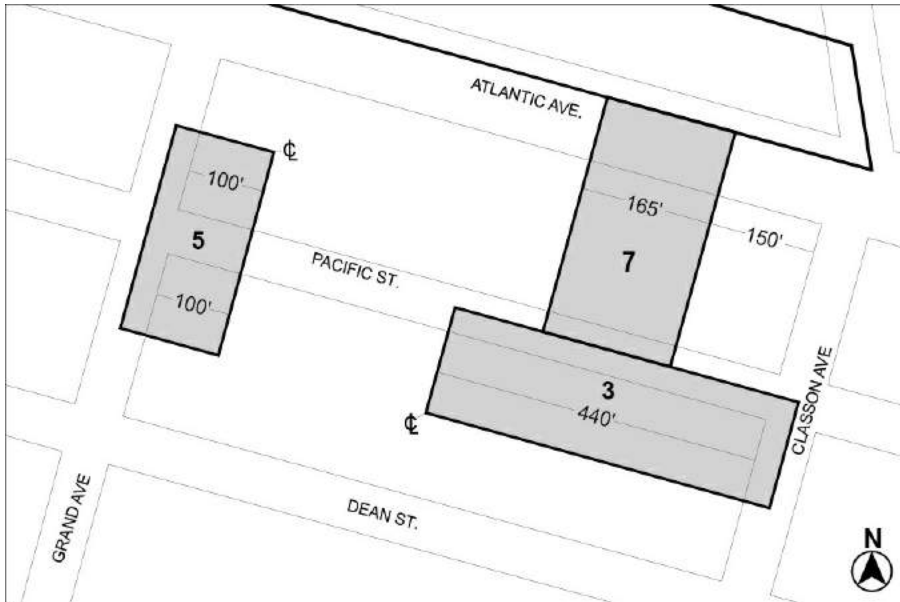 ATLANTIC AVE.
℄
100'
165'
5
150'
7
PACIFIC ST.
100'
3
440'
CLASSON AVE
℄
DEAN ST.
GRAND AVE
N